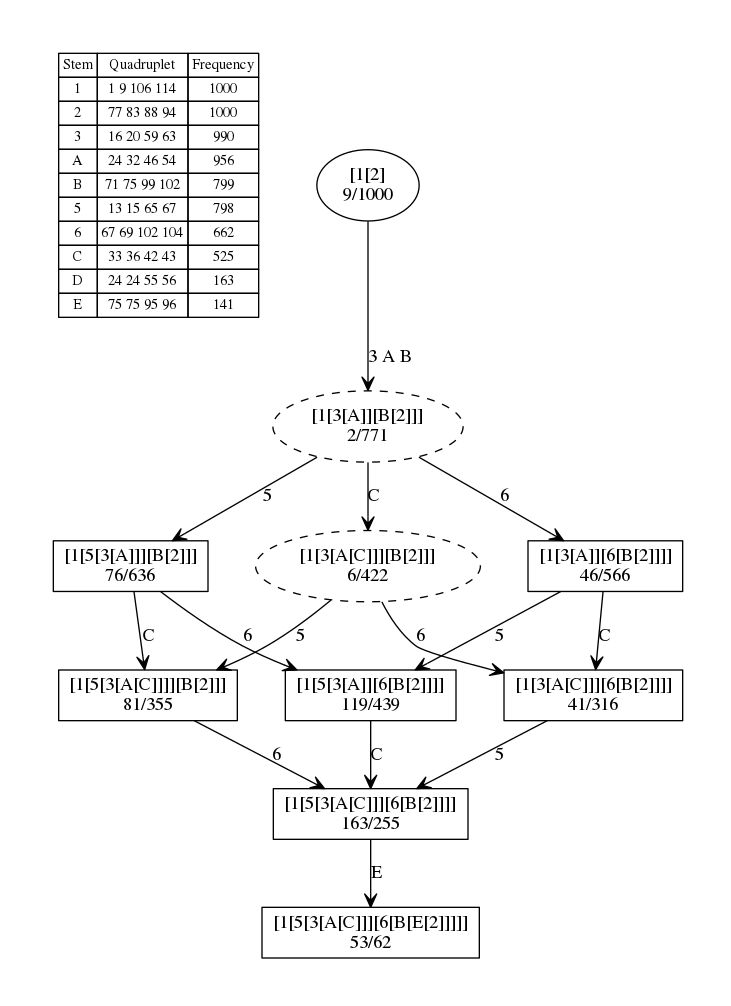 Stem Quadruplet Frequency
1 1 9 106 114 1000
2 77 83 88 94 1000
3 16 20 59 63 990
A 24 32 46 54 956
B 71 75 99 102 799
5 13 15 65 67 798
6 67 69 102 104 662
C 33 36 42 43 525
D 24 24 55 56 163
E 75 75 95 96 141
[1[2]
9/1000
3 A B
[1[3[A]][B[2]]]
2/771
5 C 6
[1[5[3[A]]][B[2]]]
76/636
[1[3[A[C]]][B[2]]]
6/422
[1[3[A]][6[B[2]]]]
46/566
C 6 5 6 5 C
[1[5[3[A[C]]]][B[2]]]
81/355
[1[5[3[A]][6[B[2]]]]
119/439
[1[3[A[C]]][6[B[2]]]]
41/316
6 C 5
[1[5[3[A[C]]][6[B[2]]]]
163/255
E
[1[5[3[A[C]]][6[B[E[2]]]]]
53/62